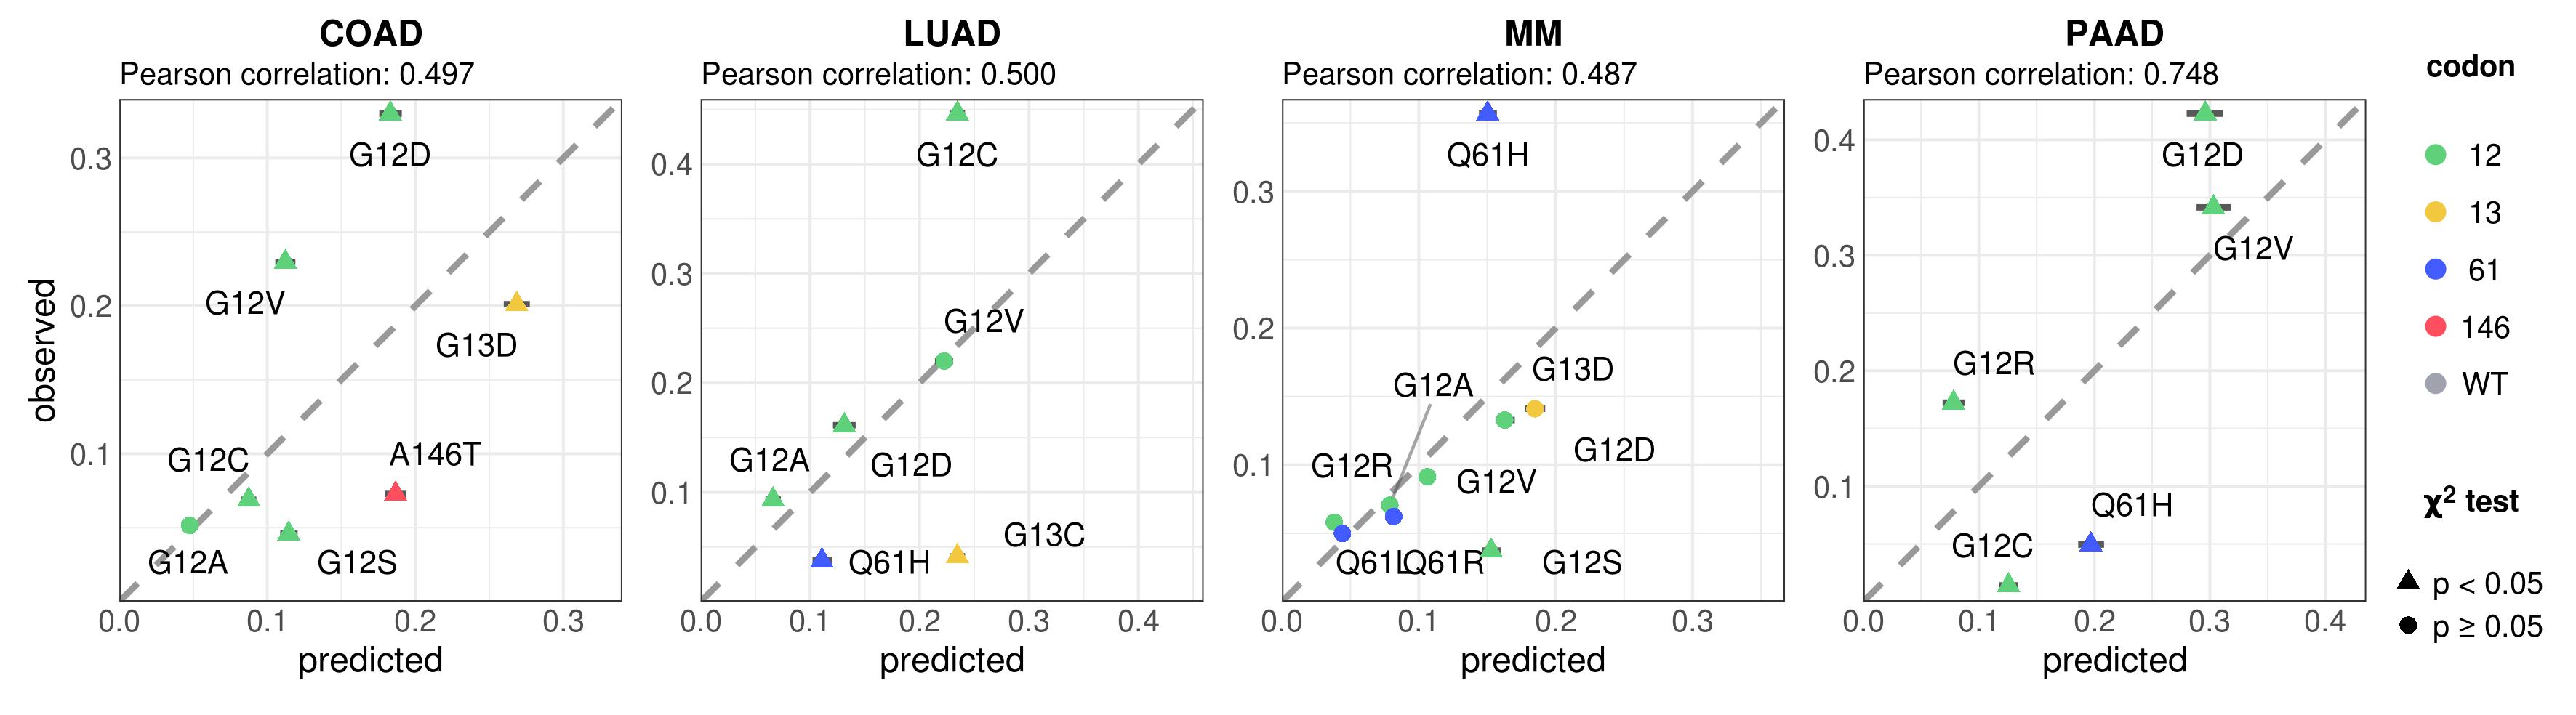 COAD
Pearson correlation: 0.497
observed
0.3
0.2
0.1
G12D
G12V
G13D
G12C
A146T
G12A
G12S
0.0 0.1 0.2 0.3
predicted
LUAD
Pearson correlation: 0.500
0.4
0.3
0.2
0.1
G12C
G12V
G12A
G12D
G13C
Q61H
0.0 0.1 0.2 0.3 0.4
predicted
MM
Pearson correlation: 0.487
0.3
0.2
0.1
Q61H
G13D
G12A
G12D
G12R
G12V
Q61L
Q61R
G12S
0.0 0.1 0.2 0.3
predicted
PAAD
Pearson correlation: 0.748
0.4
0.3
0.2
0.1
G12D
G12V
G12R
Q61H
G12C
0.0 0.1 0.2 0.3 0.4
predicted
codon
12
13
61
146
WT
χ² test
p < 0.05
p ≥ 0.05